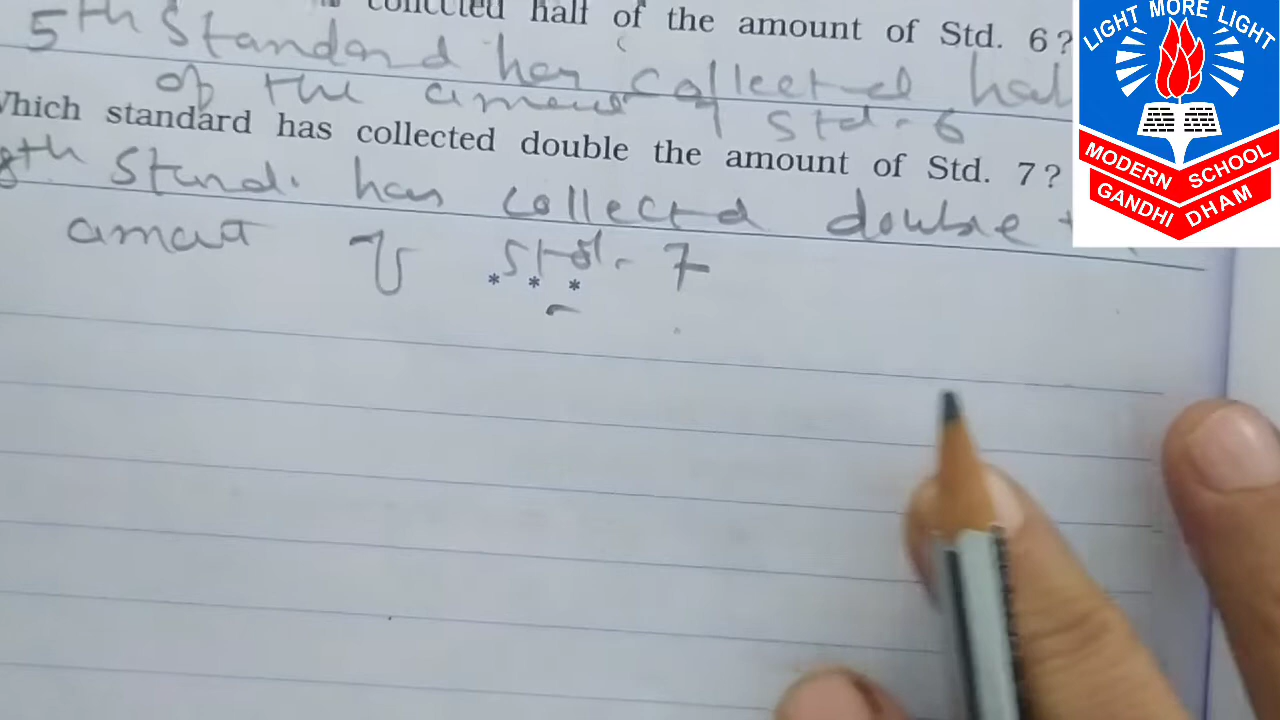 collected half of the amount of Std. 6?
5th Standard has collected hal
of the amount of Std. 6
Which standard has collected double the amount of Std. 7?
8th Stand. has collected double
amout of Std. 7
* * *
LIGHT MORE LIGHT
MODERN SCHOOL
GANDHI DHAM